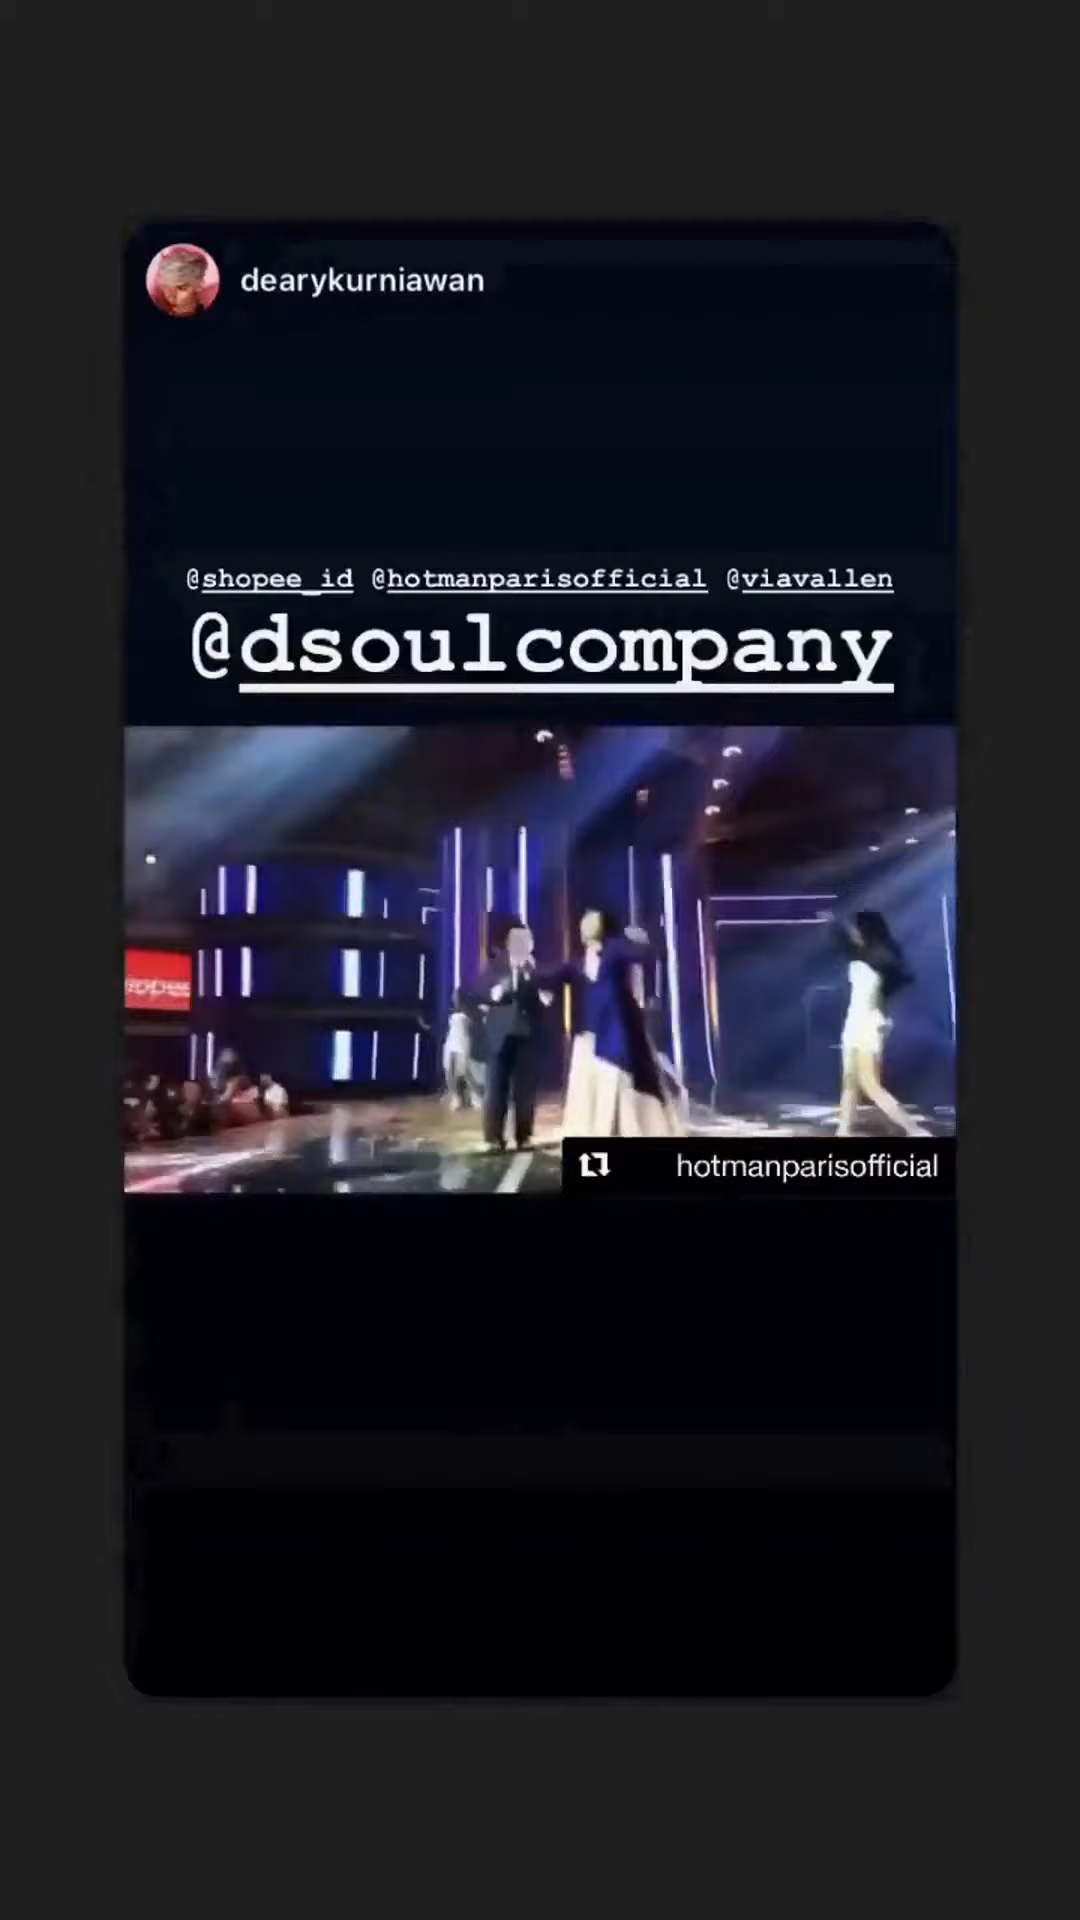 dearykurniawan
@shopee_id @hotmanparisofficial @viavallen
@dsoulcompany
hotmanparisofficial